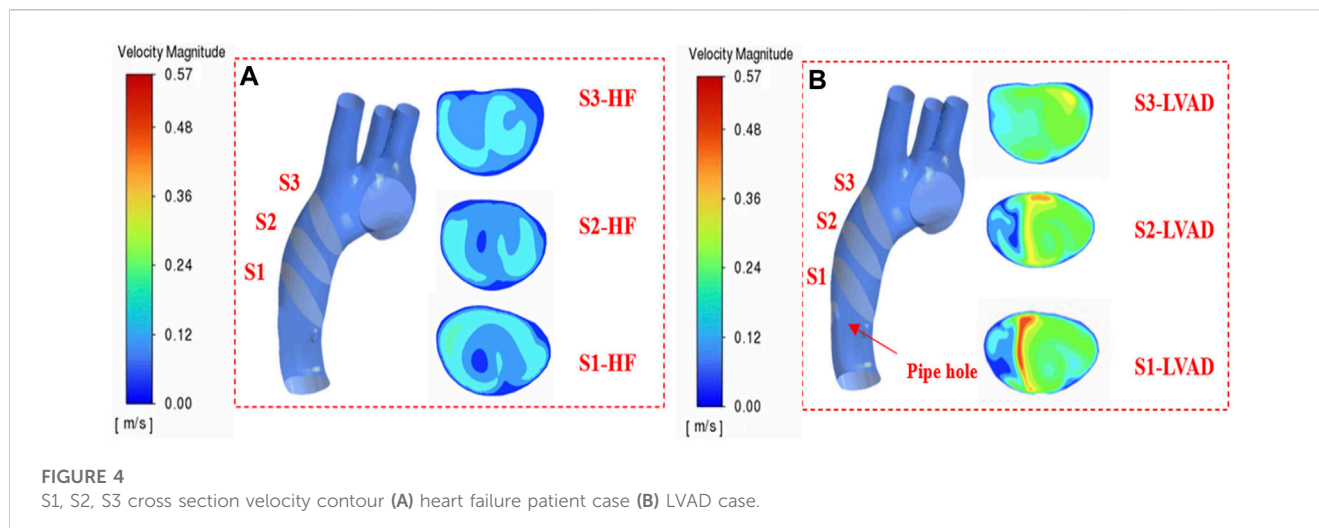 Velocity Magnitude
0.57
0.48
0.36
0.24
0.12
0.00
[ m/s ]
A
S3
S2
S1
S3-HF
S2-HF
S1-HF
Velocity Magnitude
0.57
0.48
0.36
0.24
0.12
0.00
[ m/s ]
B
S3
S2
S1
Pipe hole
S3-LVAD
S2-LVAD
S1-LVAD
FIGURE 4
S1, S2, S3 cross section velocity contour (A) heart failure patient case (B) LVAD case.